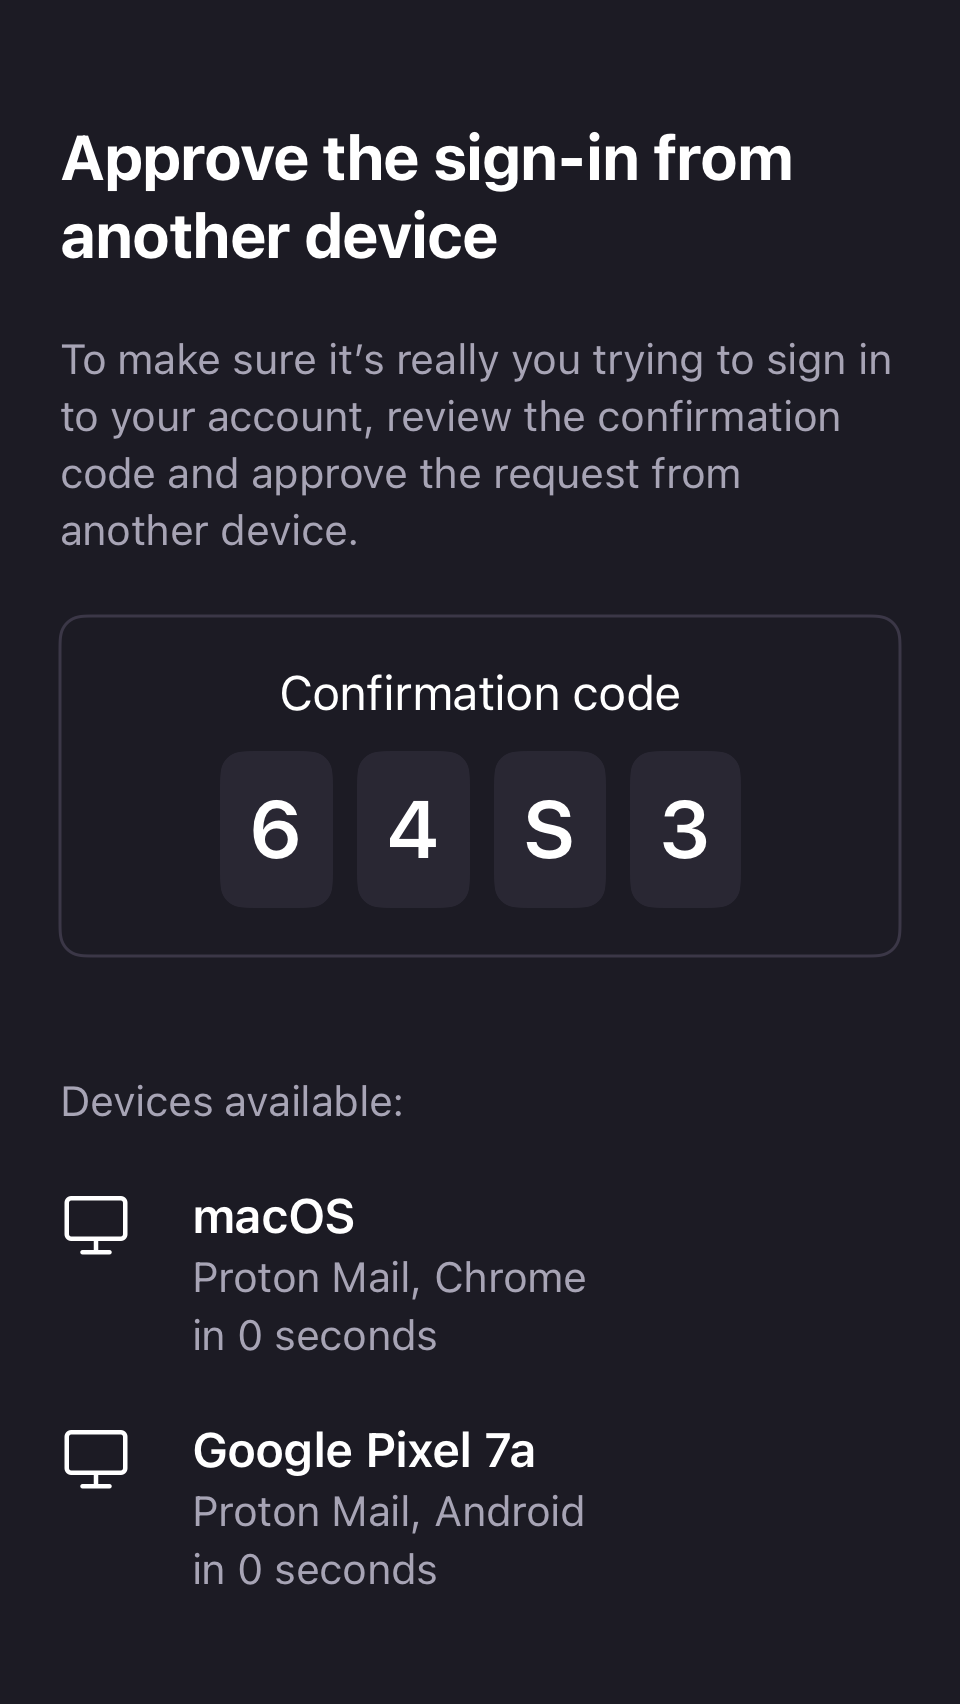 Approve the sign-in from
another device
To make sure it’s really you trying to sign in
to your account, review the confirmation
code and approve the request from
another device.
Confirmation code
6 4 S 3
Devices available:
macOS
Proton Mail, Chrome
in 0 seconds
Google Pixel 7a
Proton Mail, Android
in 0 seconds